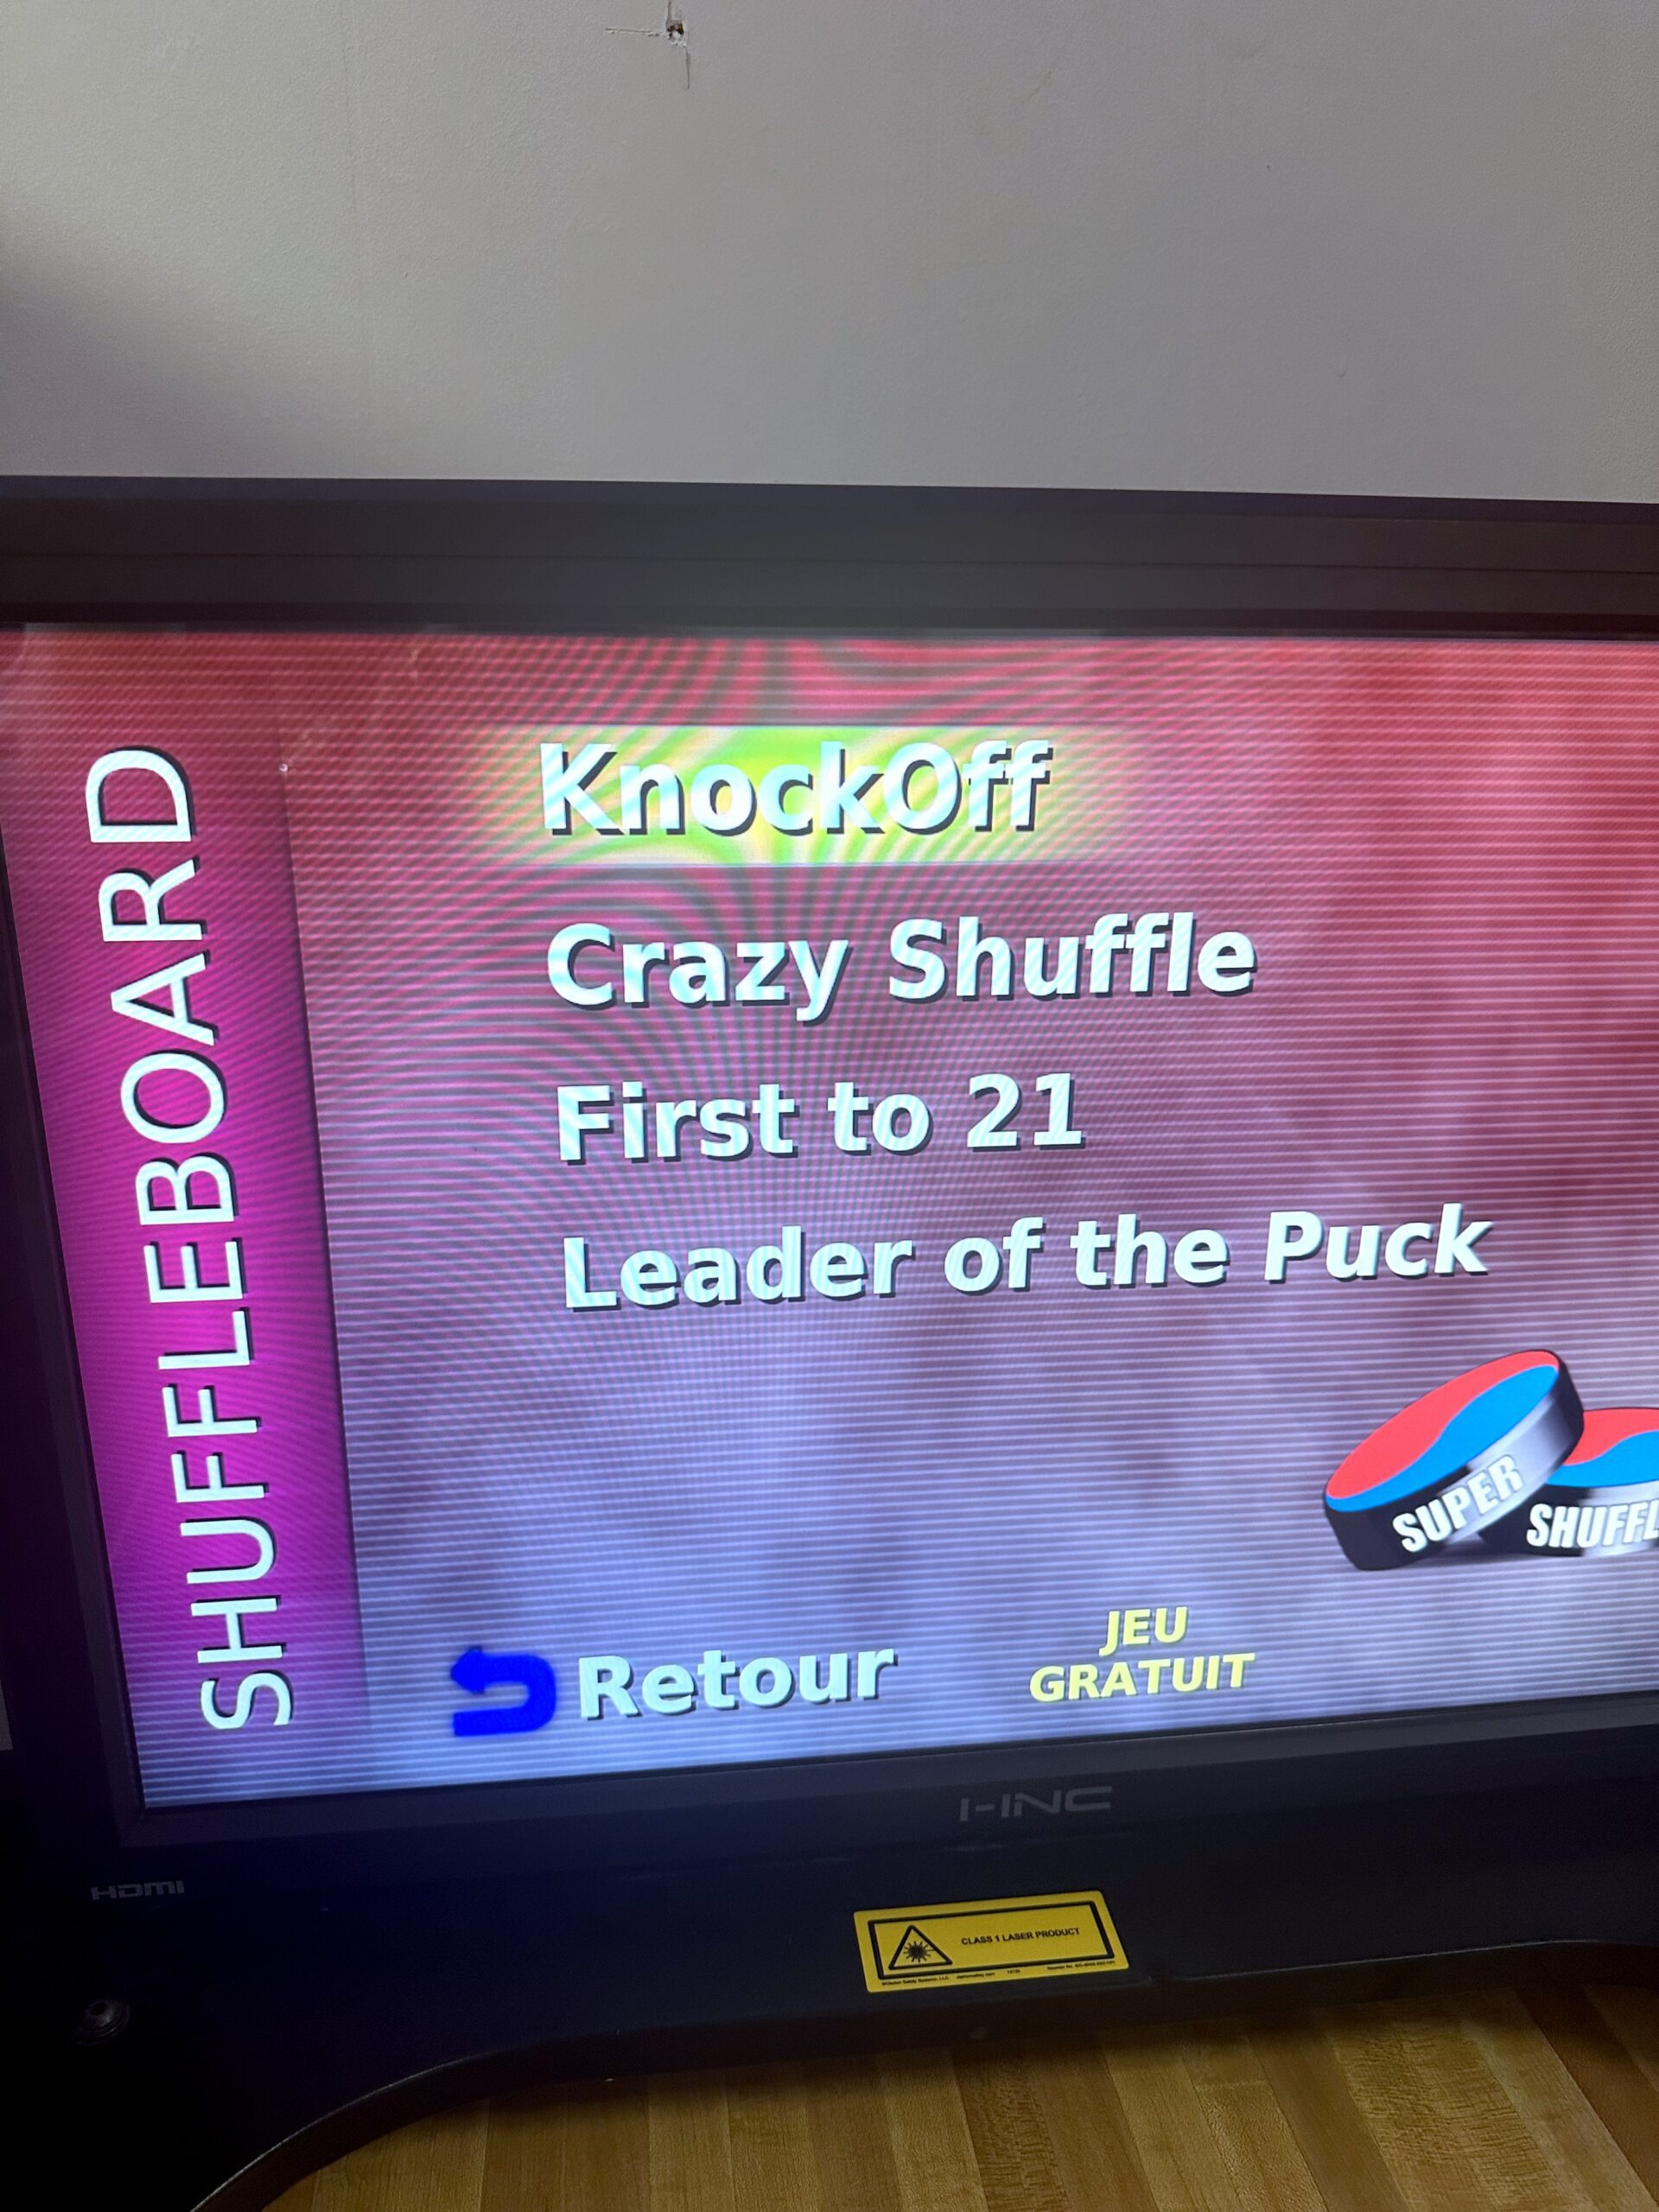 SHUFFLEBOARD
KnockOff
Crazy Shuffle
First to 21
Leader of the Puck
SUPER
SHUFFL
Retour
JEU
GRATUIT
I-INC
HDMI
CLASS 1 LASER PRODUCT